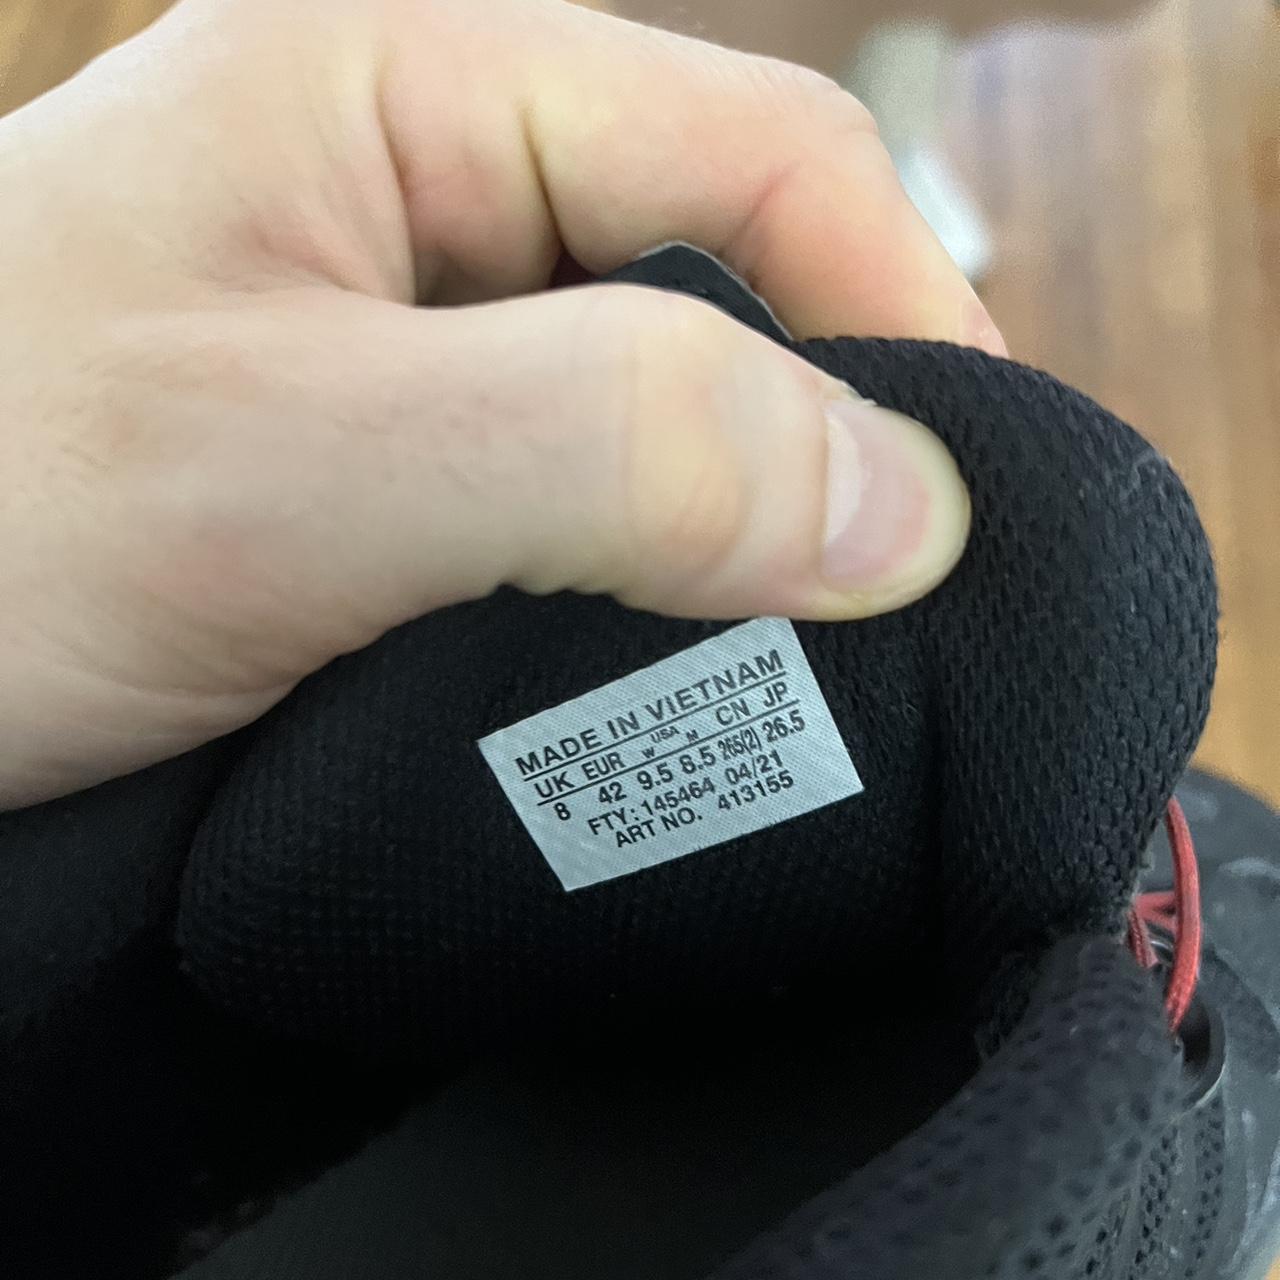 MADE IN VIETNAM
UK EUR W USA M CN JP
8 42 9.5 8.5 265(2) 26.5
FTY: 145464 04/21
ART NO. 413155